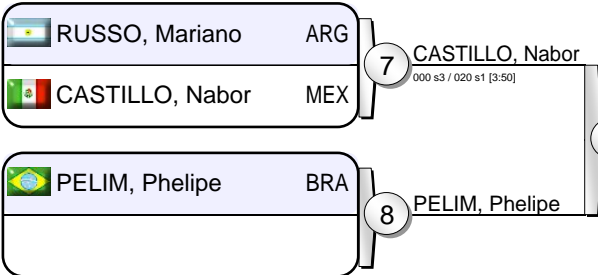 RUSSO, Mariano ARG
CASTILLO, Nabor MEX
7
CASTILLO, Nabor
000 s3 / 020 s1 [3:50]
PELIM, Phelipe BRA
8
PELIM, Phelipe